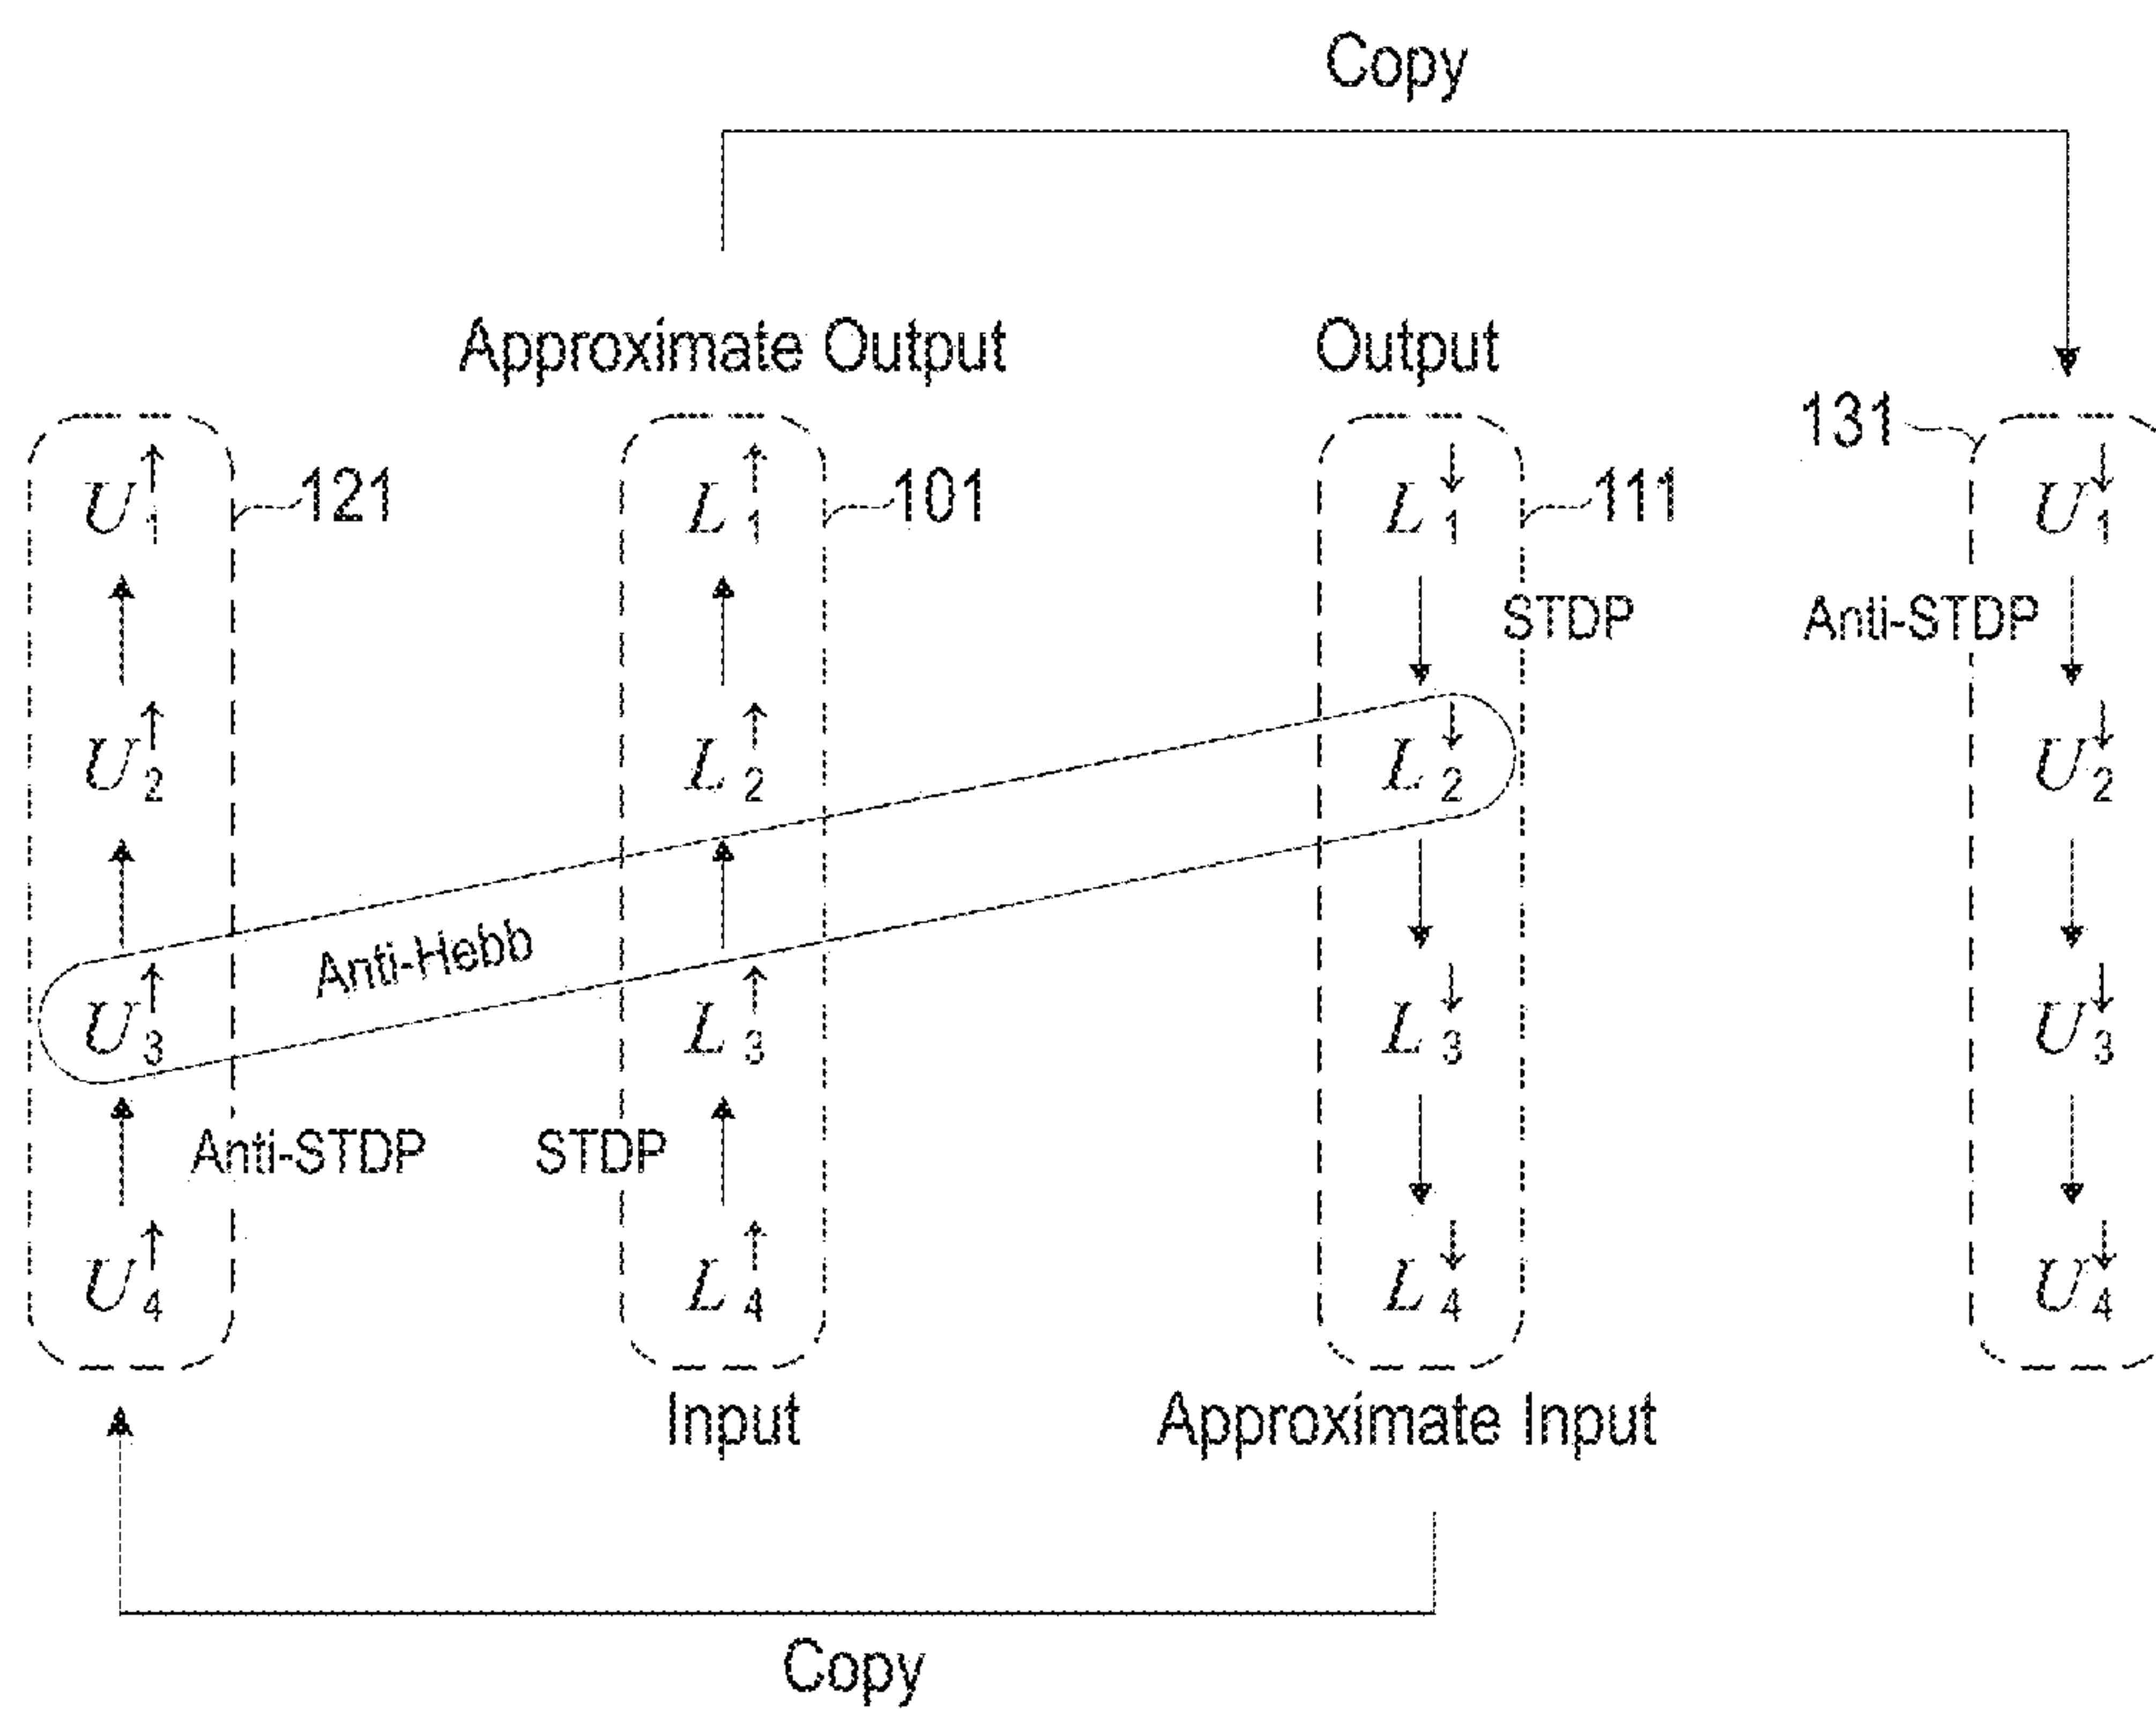 Copy
Approximate Output
Output
131
U↑1
121
L↑1
101
L↓1
111
U↓1
STDP
Anti-STDP
U↑2
L↑2
L↓2
U↓2
Anti-Hebb
U↑3
L↑3
L↓3
U↓3
Anti-STDP
STDP
U↑4
L↑4
L↓4
U↓4
Input
Approximate Input
Copy